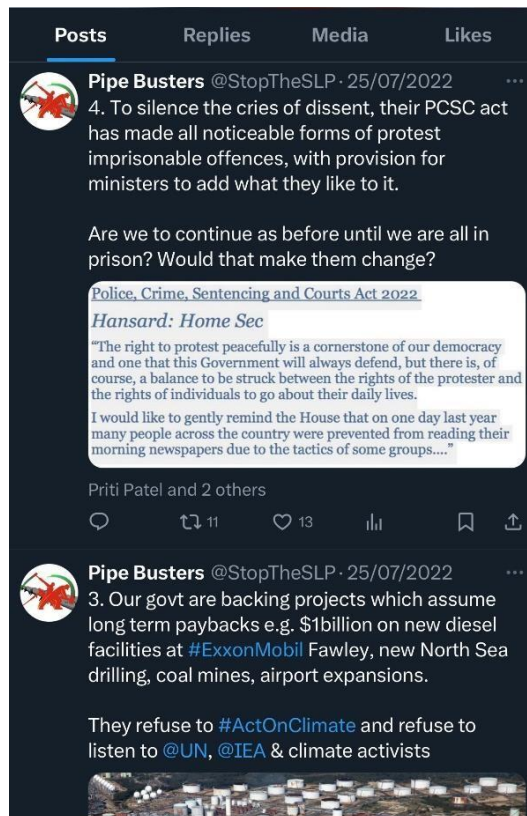 Posts Replies Media Likes
Pipe Busters @StopTheSLP · 25/07/2022 ...
4. To silence the cries of dissent, their PCSC act
has made all noticeable forms of protest
imprisonable offences, with provision for
ministers to add what they like to it.
Are we to continue as before until we are all in
prison? Would that make them change?
Police, Crime, Sentencing and Courts Act 2022
Hansard: Home Sec
“The right to protest peacefully is a cornerstone of our democracy
and one that this Government will always defend, but there is, of
course, a balance to be struck between the rights of the protester and
the rights of individuals to go about their daily lives.
I would like to gently remind the House that on one day last year
many people across the country were prevented from reading their
morning newspapers due to the tactics of some groups....”
Priti Patel and 2 others
11 13
Pipe Busters @StopTheSLP · 25/07/2022 ...
3. Our govt are backing projects which assume
long term paybacks e.g. $1billion on new diesel
facilities at #ExxonMobil Fawley, new North Sea
drilling, coal mines, airport expansions.
They refuse to #ActOnClimate and refuse to
listen to @UN, @IEA & climate activists